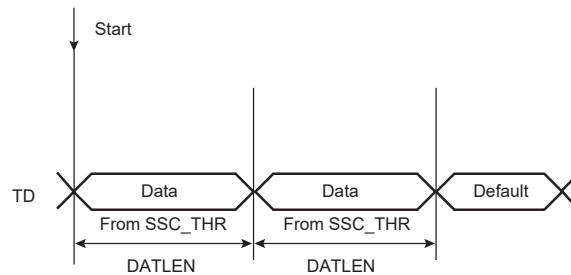 Start
TD Data Data Default
From SSC_THR From SSC_THR
DATLEN DATLEN